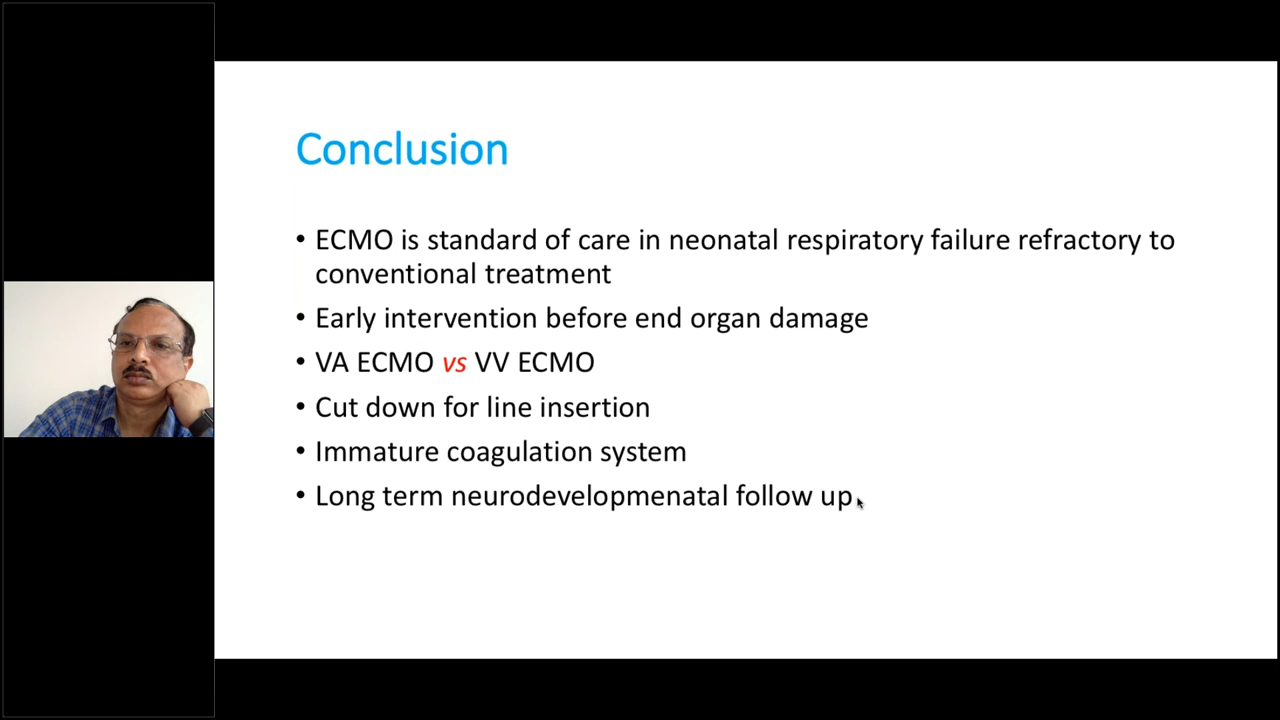 Conclusion
• ECMO is standard of care in neonatal respiratory failure refractory to
conventional treatment
• Early intervention before end organ damage
• VA ECMO vs VV ECMO
• Cut down for line insertion
• Immature coagulation system
• Long term neurodevelopmenatal follow up